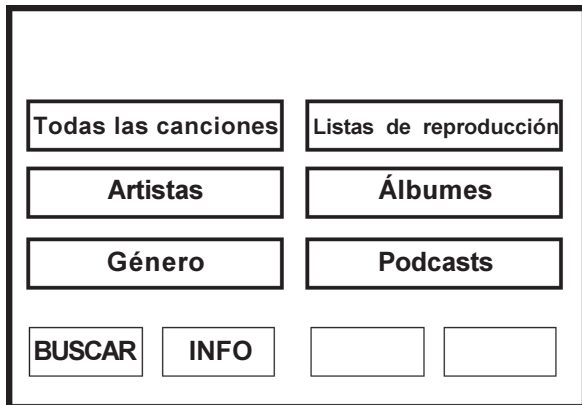 Todas las canciones
Listas de reproducción
Artistas
Álbumes
Género
Podcasts
BUSCAR
INFO